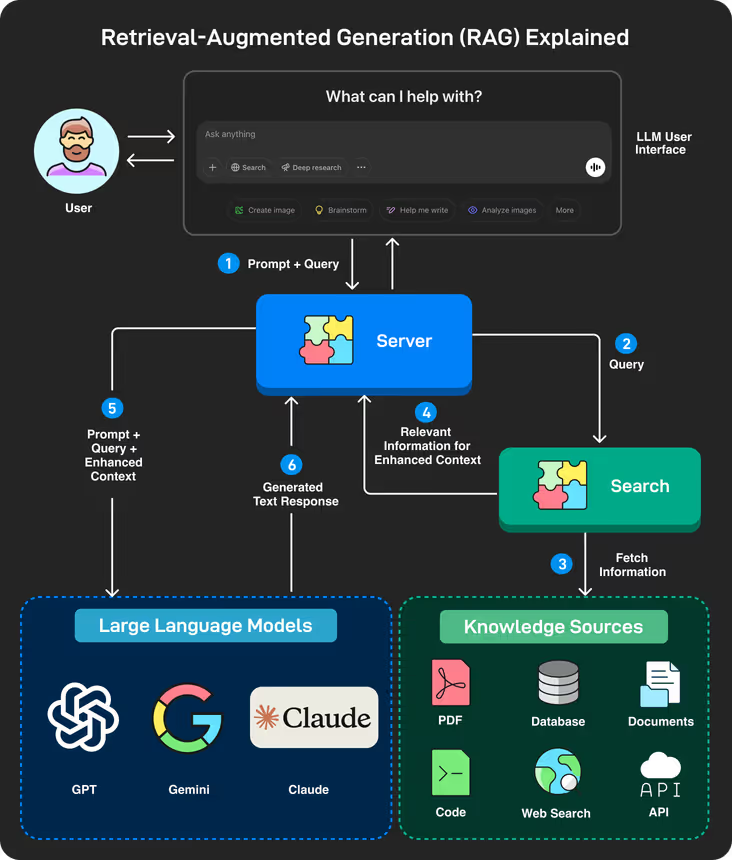 Retrieval-Augmented Generation (RAG) Explained
What can I help with?
Ask anything
+ Search Deep research ...
Create image Brainstorm Help me write Analyze images More
LLM User
Interface
User
1 Prompt + Query
Server
2
Query
5
Prompt +
Query +
Enhanced
Context
4
Relevant
Information for
Enhanced Context
6
Generated
Text Response
Search
3
Fetch
Information
Large Language Models
GPT
Gemini
Claude
Claude
Knowledge Sources
PDF
Database
Documents
Code
Web Search
API
API